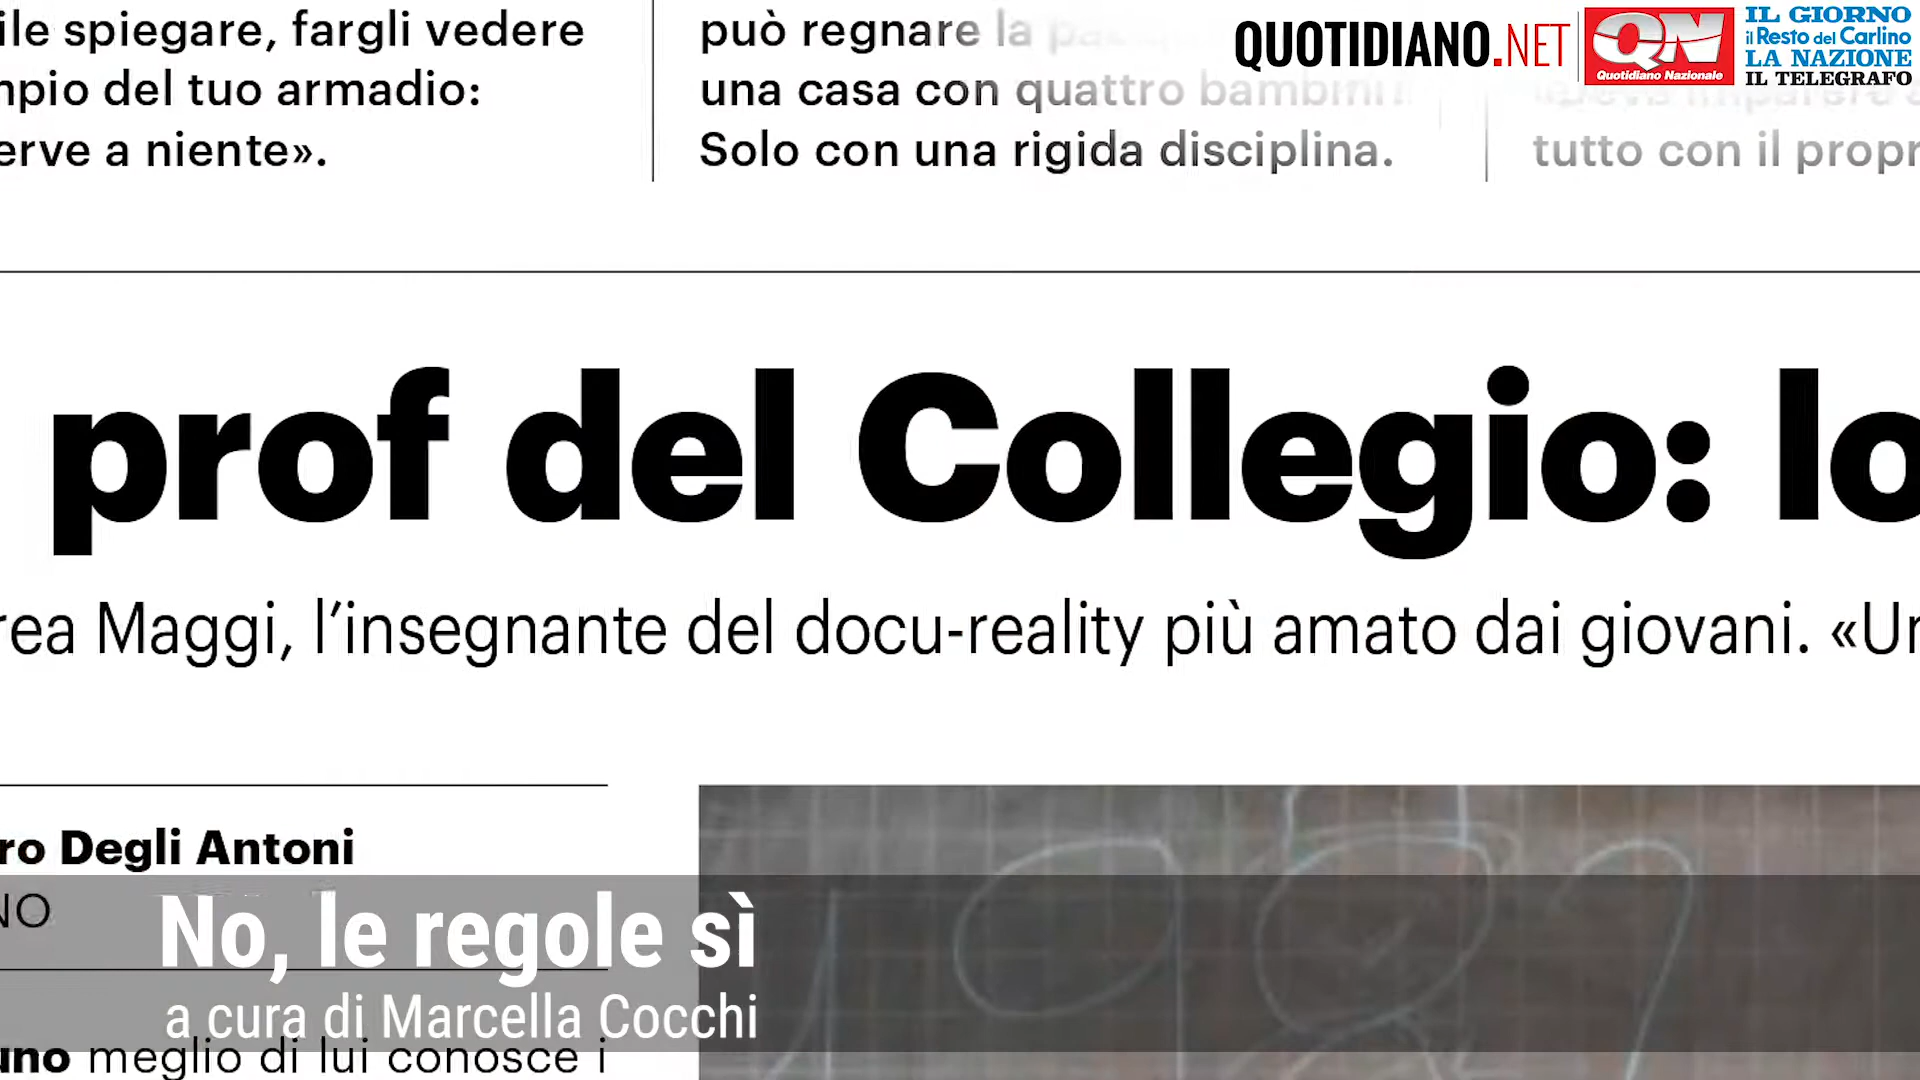 ile spiegare, fargli vedere
npio del tuo armadio:
erve a niente».
può regnare la
una casa con quattro bambini
Solo con una rigida disciplina.
tutto con il propr
QUOTIDIANO.NET
QN
Quotidiano Nazionale
IL GIORNO
il Resto del Carlino
LA NAZIONE
IL TELEGRAFO
prof del Collegio: lo
rea Maggi, l’insegnante del docu-reality più amato dai giovani. «Un
ro Degli Antoni
NO
No, le regole sì
a cura di Marcella Cocchi
uno meglio di lui conosce i